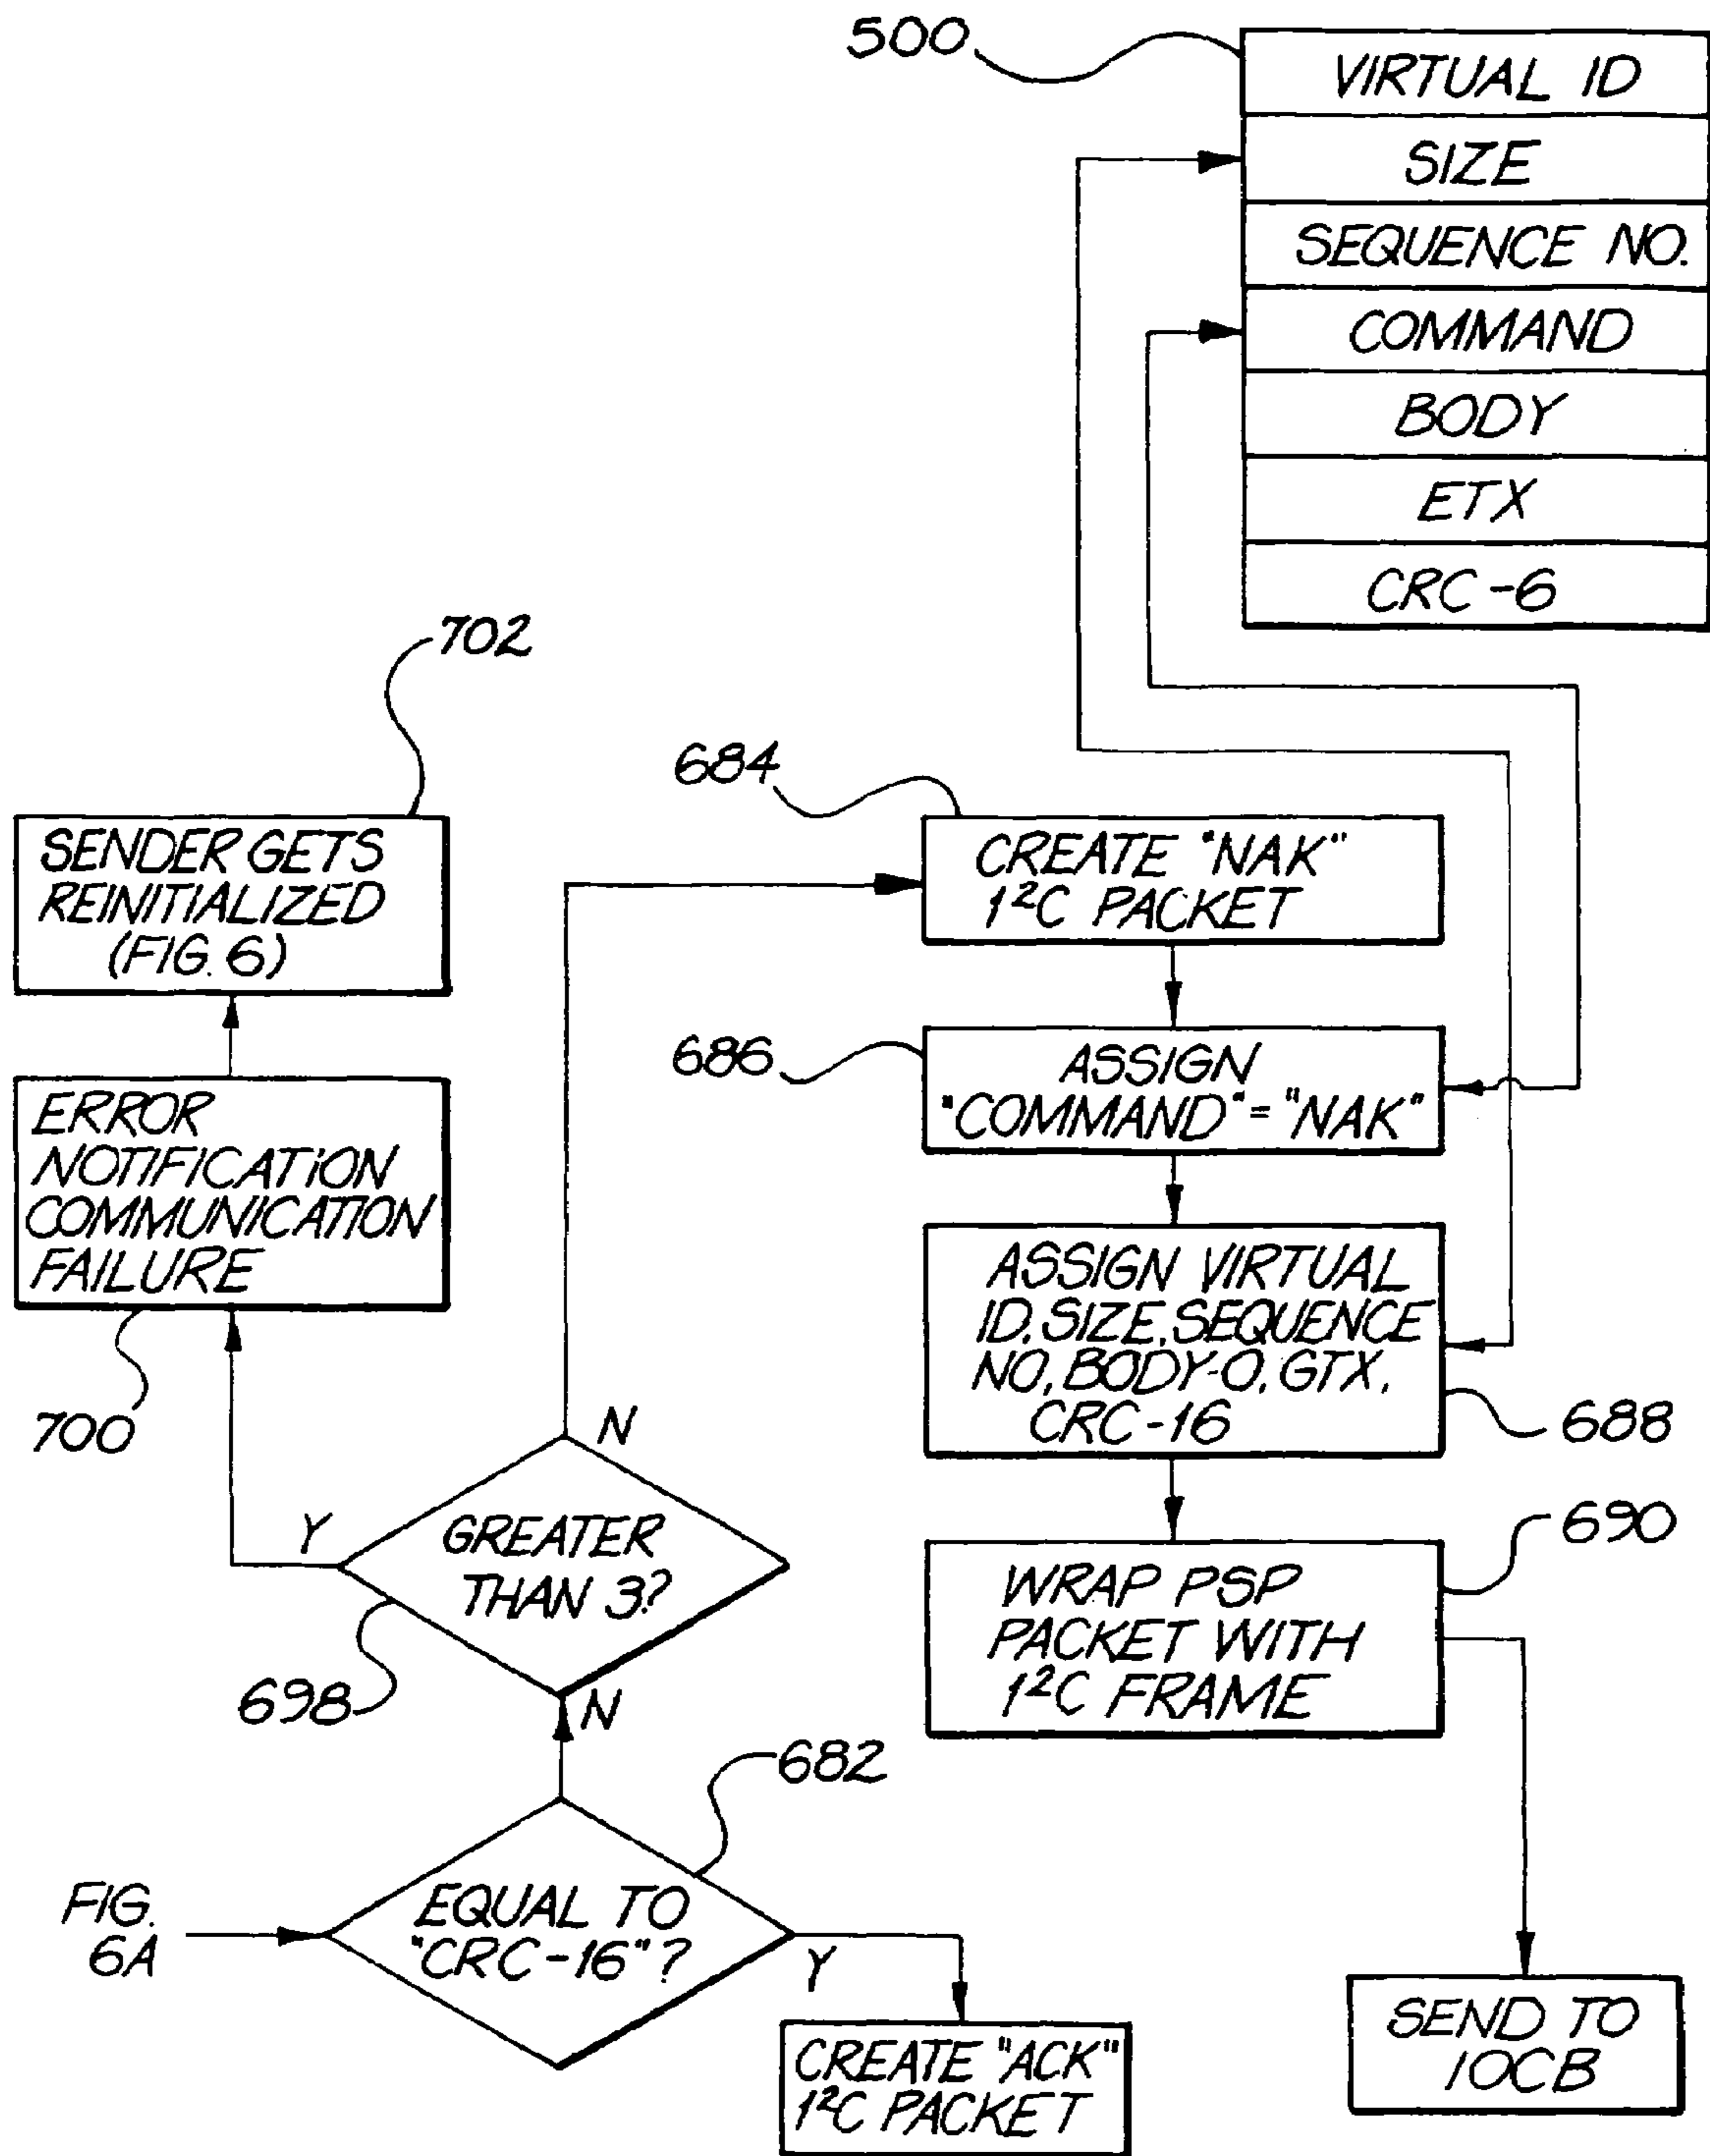 500
VIRTUAL ID
SIZE
SEQUENCE NO.
COMMAND
BODY
ETX
CRC-6
702
SENDER GETS
REINITIALIZED
(FIG. 6)
684
CREATE "NAK"
I²C PACKET
686
ASSIGN
"COMMAND" = "NAK"
ERROR
NOTIFICATION
COMMUNICATION
FAILURE
700
ASSIGN VIRTUAL
ID, SIZE, SEQUENCE
NO, BODY-O, GTX,
CRC-16
688
N
Y
GREATER
THAN 3?
698
N
690
WRAP PSP
PACKET WITH
I²C FRAME
682
FIG.
6A
EQUAL TO
"CRC-16"?
Y
CREATE "ACK"
I²C PACKET
SEND TO
IOCB